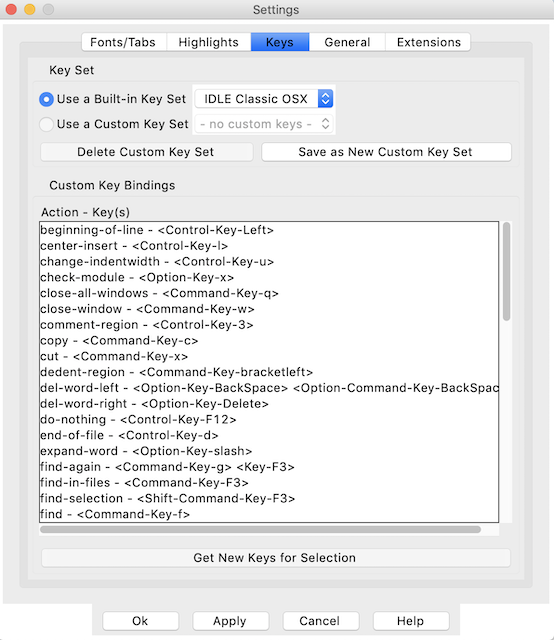 Settings
Fonts/Tabs Highlights Keys General Extensions
Key Set
Use a Built-in Key Set IDLE Classic OSX
Use a Custom Key Set - no custom keys -
Delete Custom Key Set Save as New Custom Key Set
Custom Key Bindings
Action - Key(s)
beginning-of-line - <Control-Key-Left>
center-insert - <Control-Key-l>
change-indentwidth - <Control-Key-u>
check-module - <Option-Key-x>
close-all-windows - <Command-Key-q>
close-window - <Command-Key-w>
comment-region - <Control-Key-3>
copy - <Command-Key-c>
cut - <Command-Key-x>
dedent-region - <Command-Key-bracketleft>
del-word-left - <Option-Key-BackSpace> <Option-Command-Key-BackSpac
del-word-right - <Option-Key-Delete>
do-nothing - <Control-Key-F12>
end-of-file - <Control-Key-d>
expand-word - <Option-Key-slash>
find-again - <Command-Key-g> <Key-F3>
find-in-files - <Command-Key-F3>
find-selection - <Shift-Command-Key-F3>
find - <Command-Key-f>
Get New Keys for Selection
Ok Apply Cancel Help